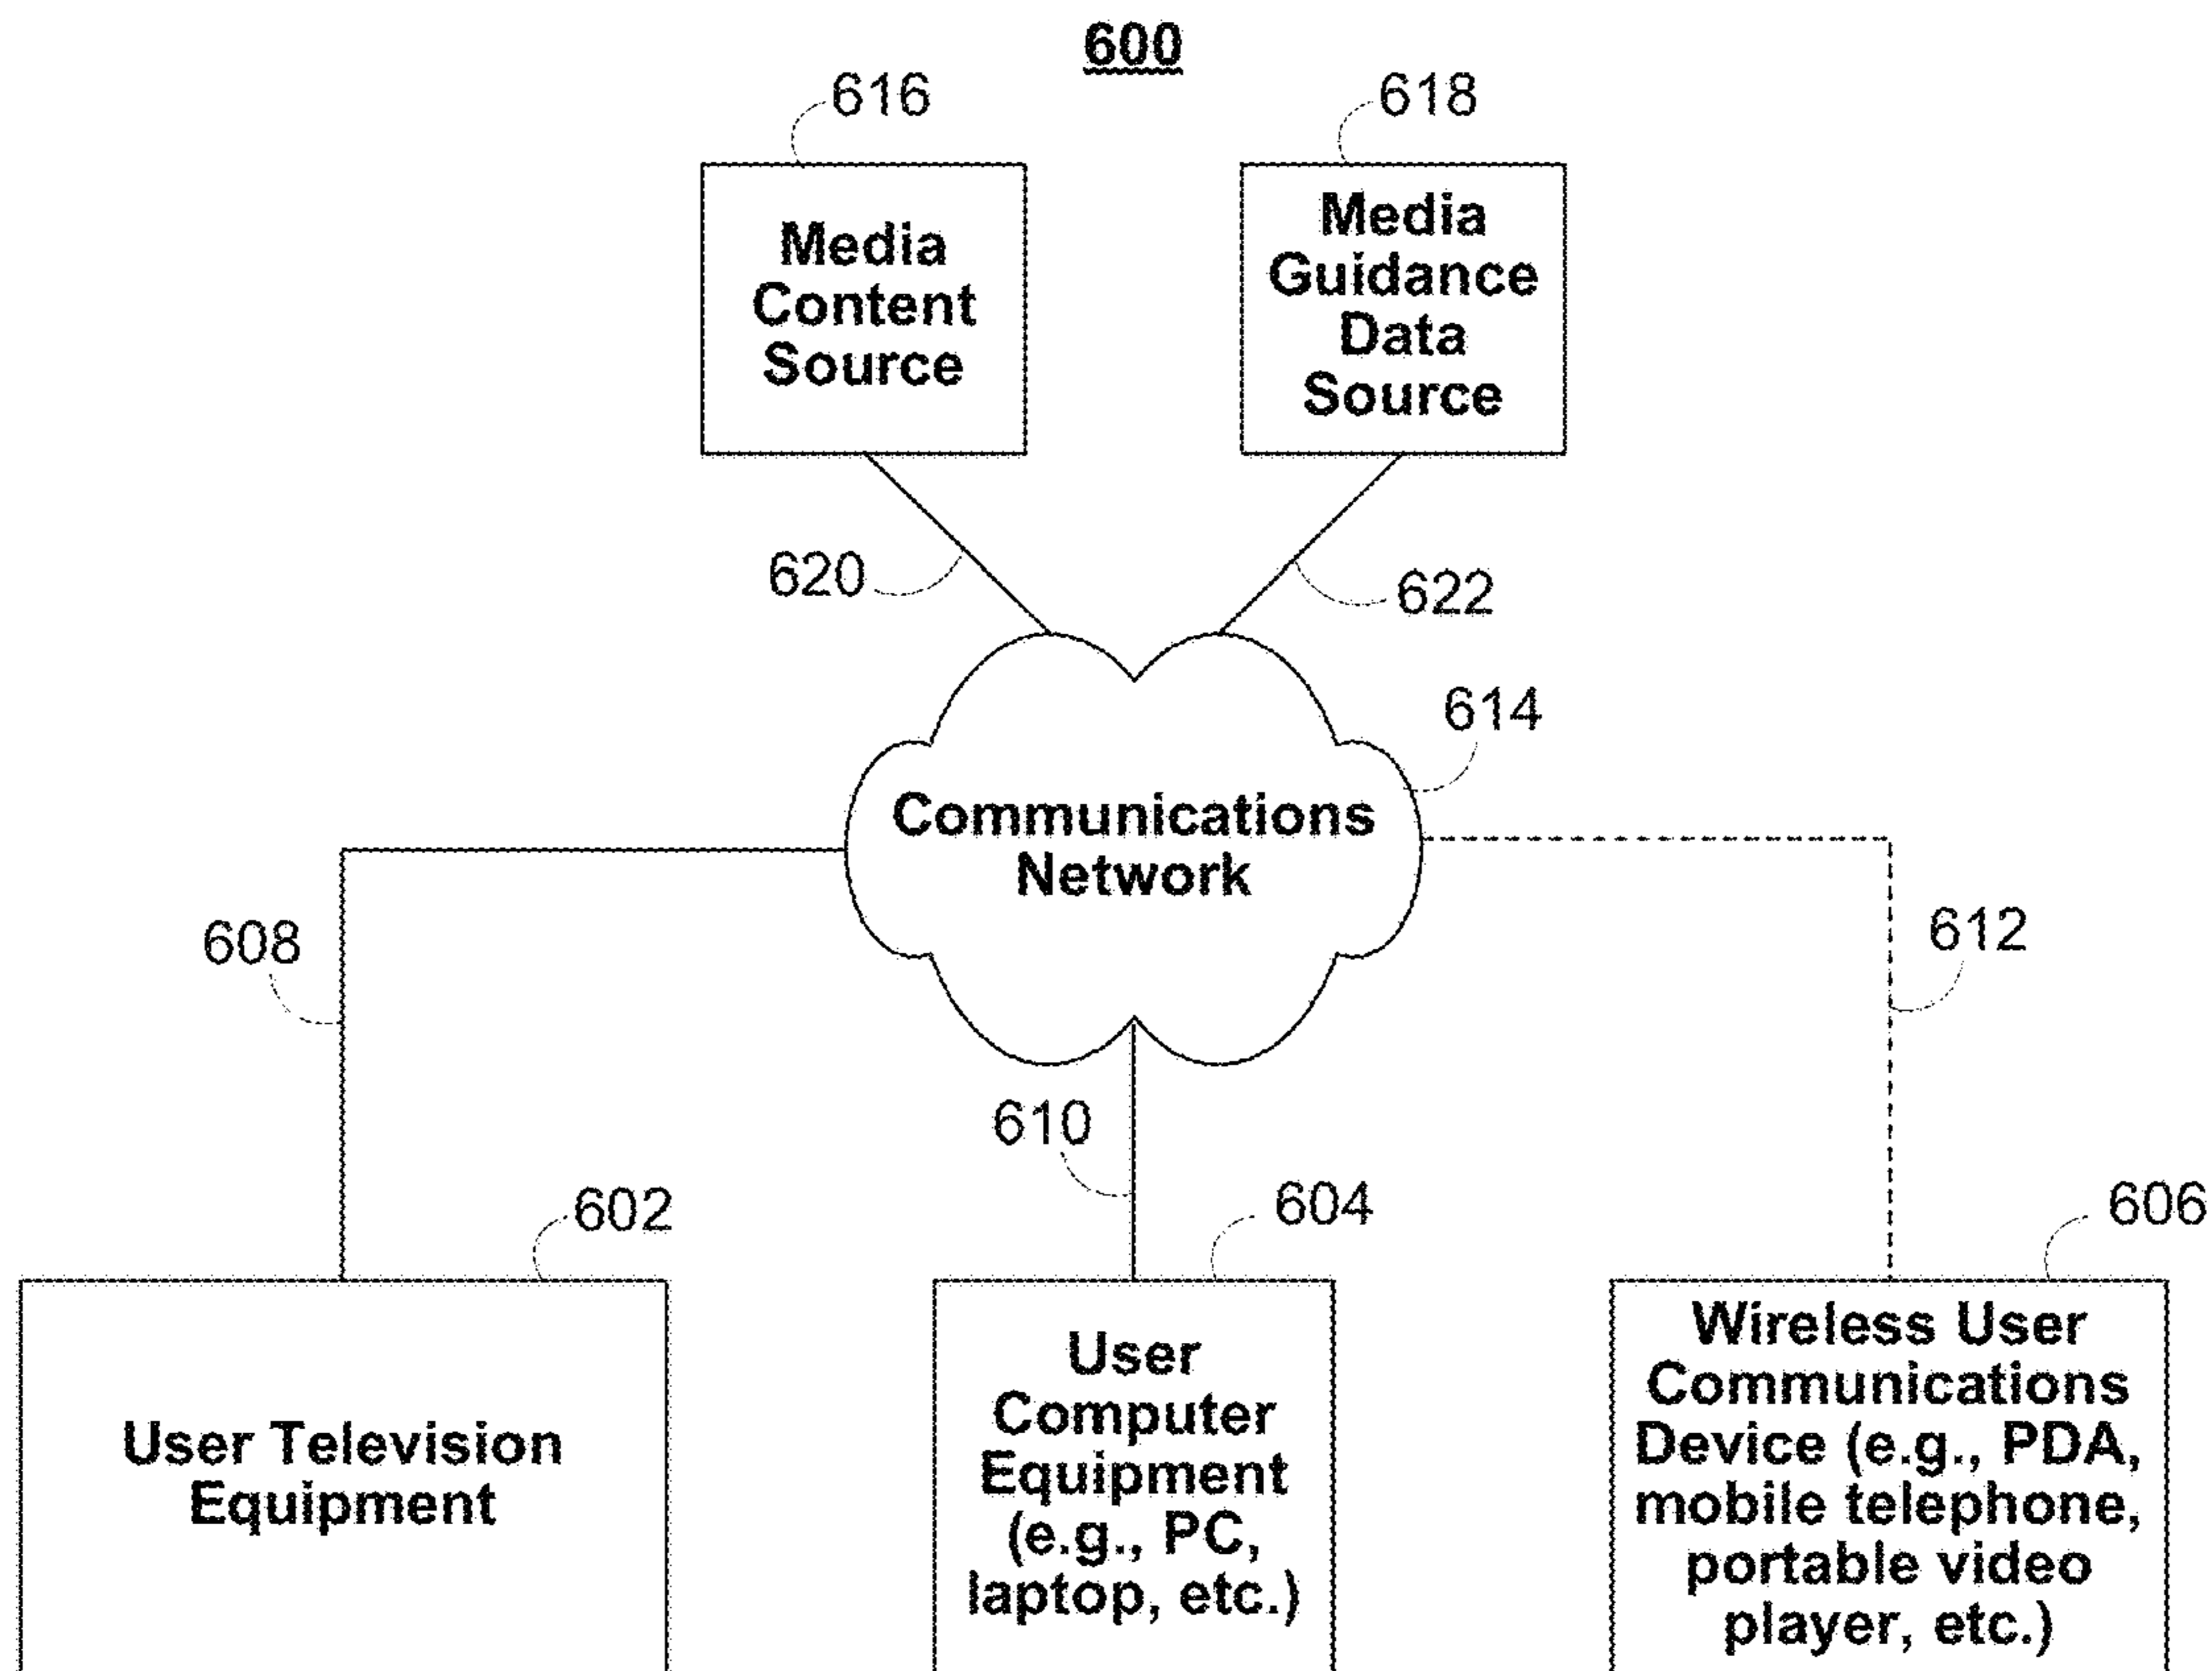 600
616
618
Media
Content
Source
Media
Guidance
Data
Source
620
622
614
Communications
Network
608
612
610
602
604
606
User Television
Equipment
User
Computer
Equipment
(e.g., PC,
laptop, etc.)
Wireless User
Communications
Device (e.g., PDA,
mobile telephone,
portable video
player, etc.)